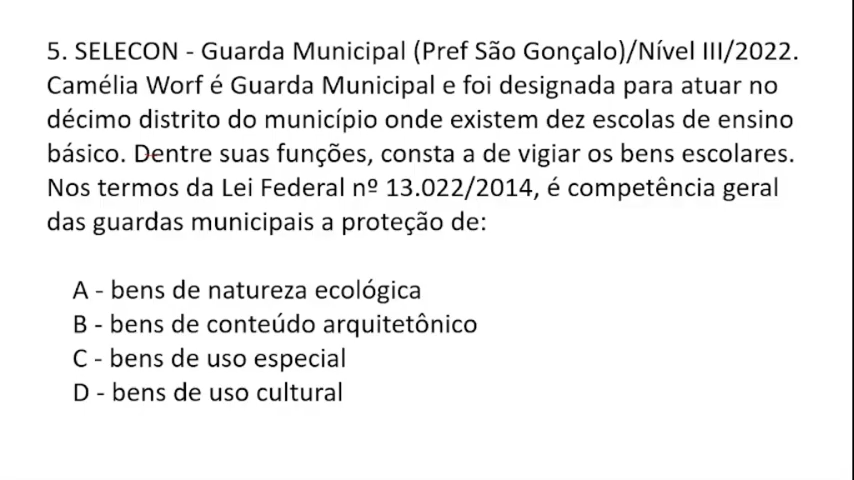 5. SELECON - Guarda Municipal (Pref São Gonçalo)/Nível III/2022.
Camélia Worf é Guarda Municipal e foi designada para atuar no
décimo distrito do município onde existem dez escolas de ensino
básico. Dentre suas funções, consta a de vigiar os bens escolares.
Nos termos da Lei Federal nº 13.022/2014, é competência geral
das guardas municipais a proteção de:
A - bens de natureza ecológica
B - bens de conteúdo arquitetônico
C - bens de uso especial
D - bens de uso cultural